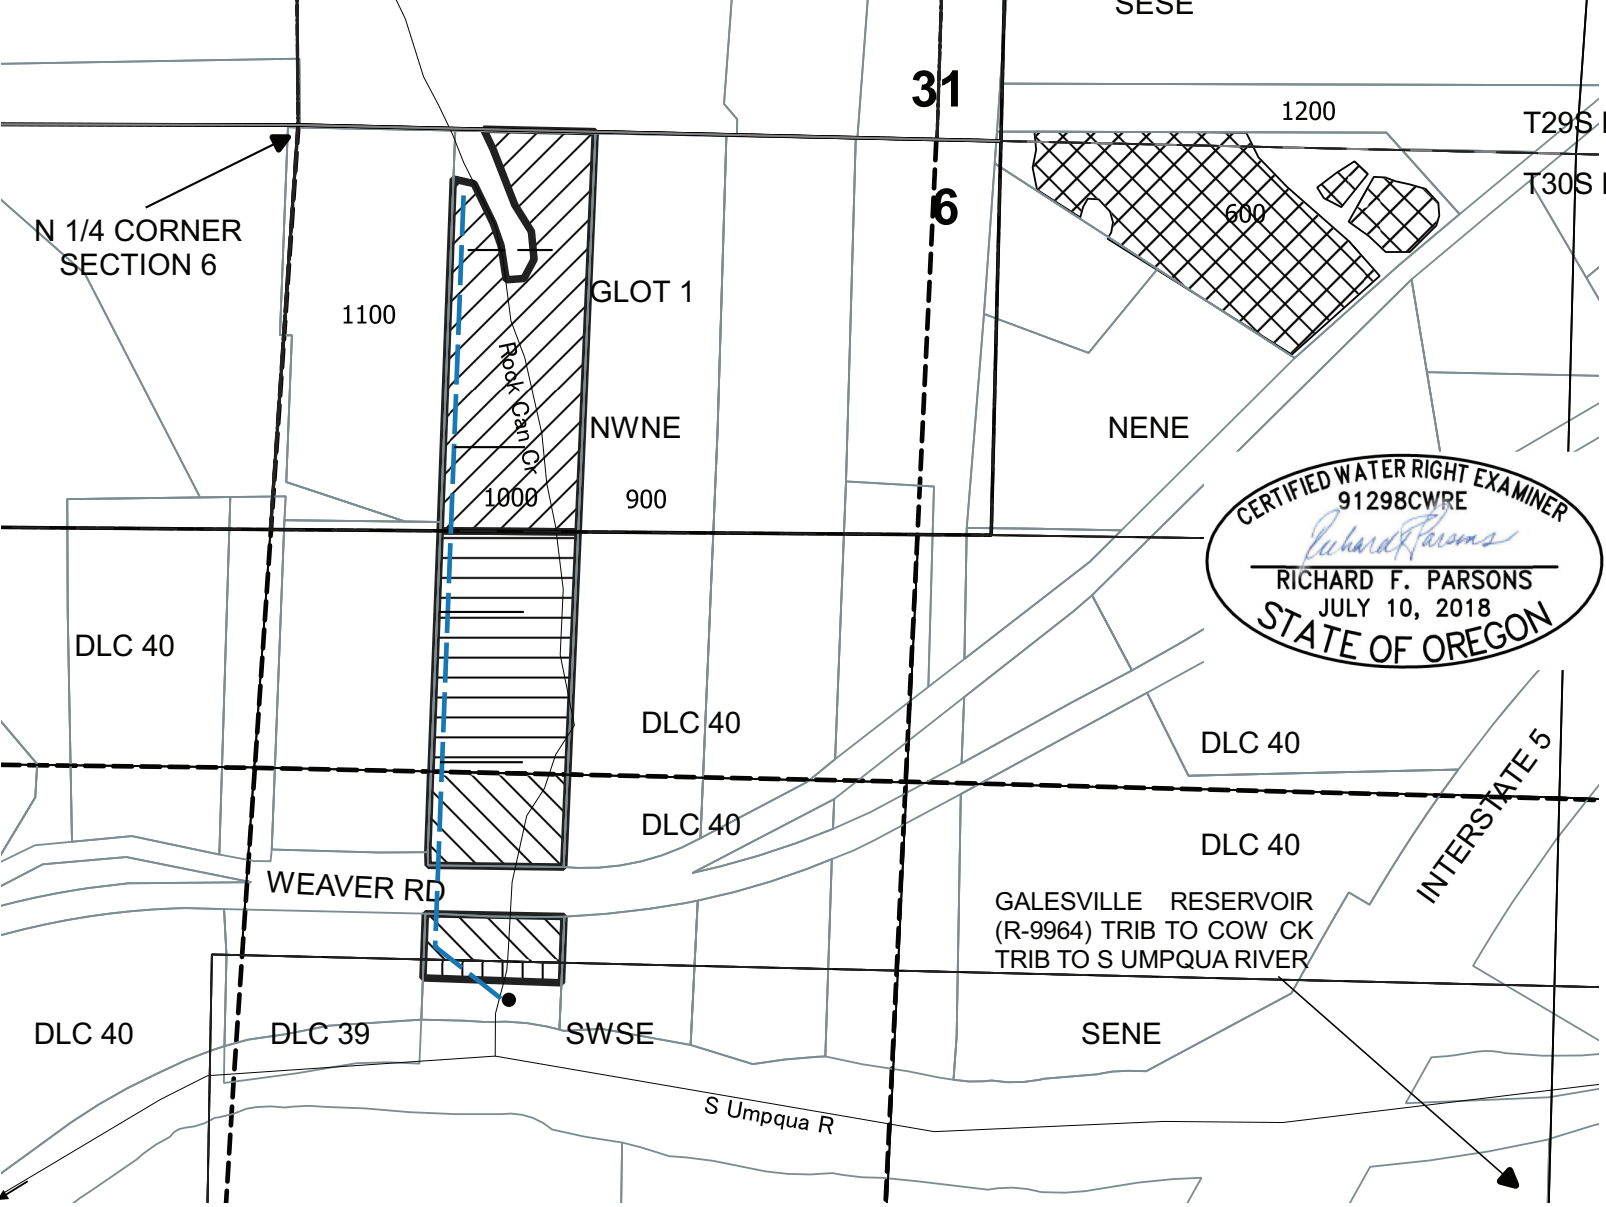 SESE
31
1200
T29S
T30S
6
600
N 1/4 CORNER
SECTION 6
1100
GLOT 1
Rock Can Ck
NWNE
NENE
1000
900
CERTIFIED WATER RIGHT EXAMINER
91298CWRE
Richard F Parsons
RICHARD F. PARSONS
JULY 10, 2018
STATE OF OREGON
DLC 40
DLC 40
DLC 40
INTERSTATE 5
DLC 40
DLC 40
WEAVER RD
GALESVILLE RESERVOIR
(R-9964) TRIB TO COW CK
TRIB TO S UMPQUA RIVER
DLC 40
DLC 39
SWSE
SENE
S Umpqua R